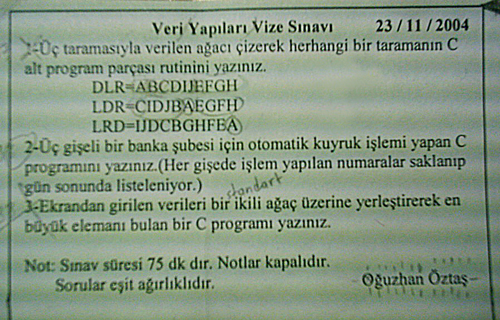 Veri Yapıları Vize Sınavı 23 / 11 / 2004
1-Üç taramasıyla verilen ağacı çizerek herhangi bir taramanın C
alt program parçası rutinini yazınız.
DLR=ABCDIJEFGH
LDR=CIDJBAEGFH
LRD=IJDCBGHFEA
2-Üç gişeli bir banka şubesi için otomatik kuyruk işlemi yapan C
programını yazınız.(Her gişede işlem yapılan numaralar saklanıp
gün sonunda listeleniyor.)
standart
3-Ekrandan girilen verileri bir ikili ağaç üzerine yerleştirerek en
büyük elemanı bulan bir C programı yazınız.
Not: Sınav süresi 75 dk dır. Notlar kapalıdır.
Sorular eşit ağırlıklıdır.
Oğuzhan Öztaş